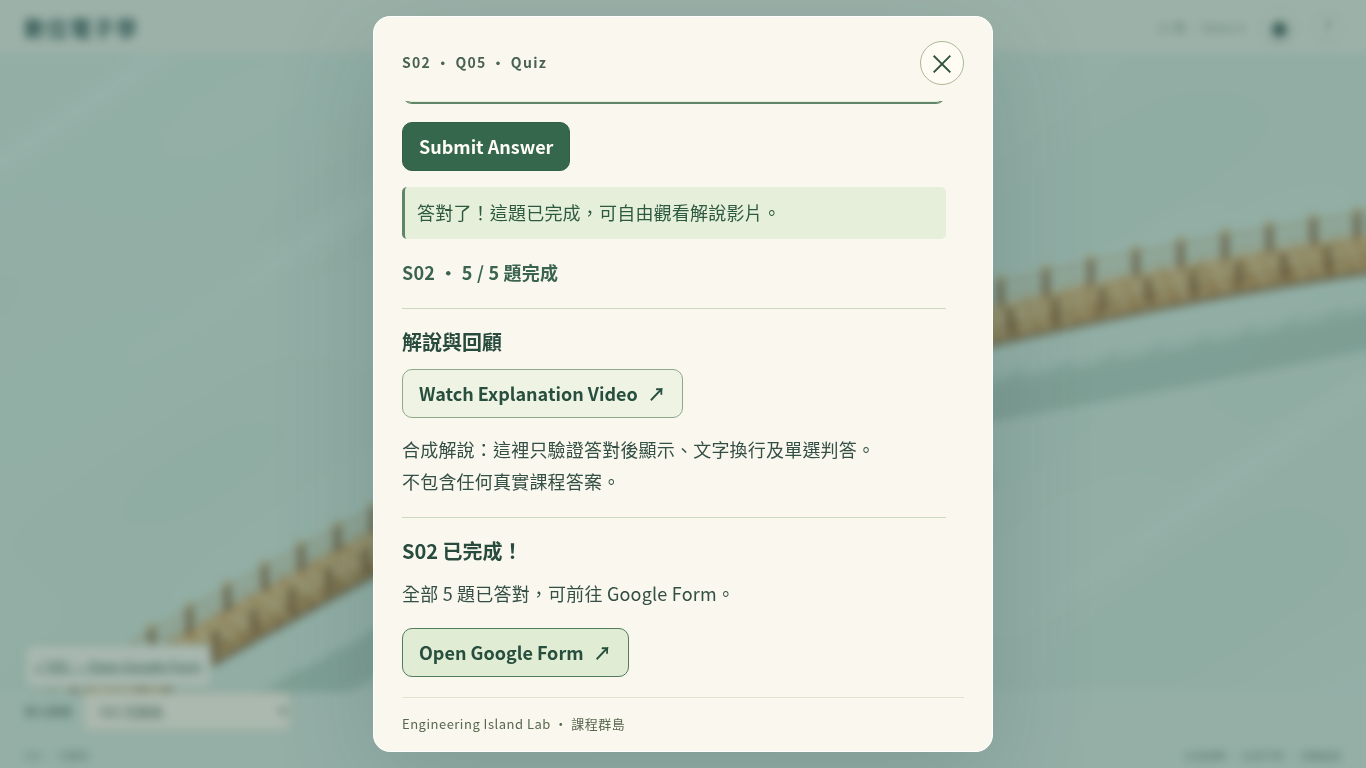 數位電子學
S02 • Q05 • Quiz
Submit Answer
答對了！這題已完成，可自由觀看解說影片。
S02 • 5 / 5 題完成
解說與回顧
Watch Explanation Video ↗
合成解說：這裡只驗證答對後顯示、文字換行及單選判答。
不包含任何真實課程答案。
S02 已完成！
全部 5 題已答對，可前往 Google Form。
Open Google Form ↗
Engineering Island Lab • 課程群島